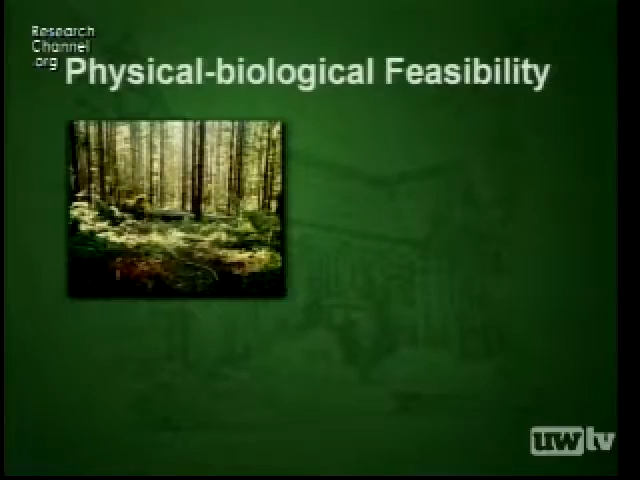 Research
Channel
.org
Physical-biological Feasibility
uwtv